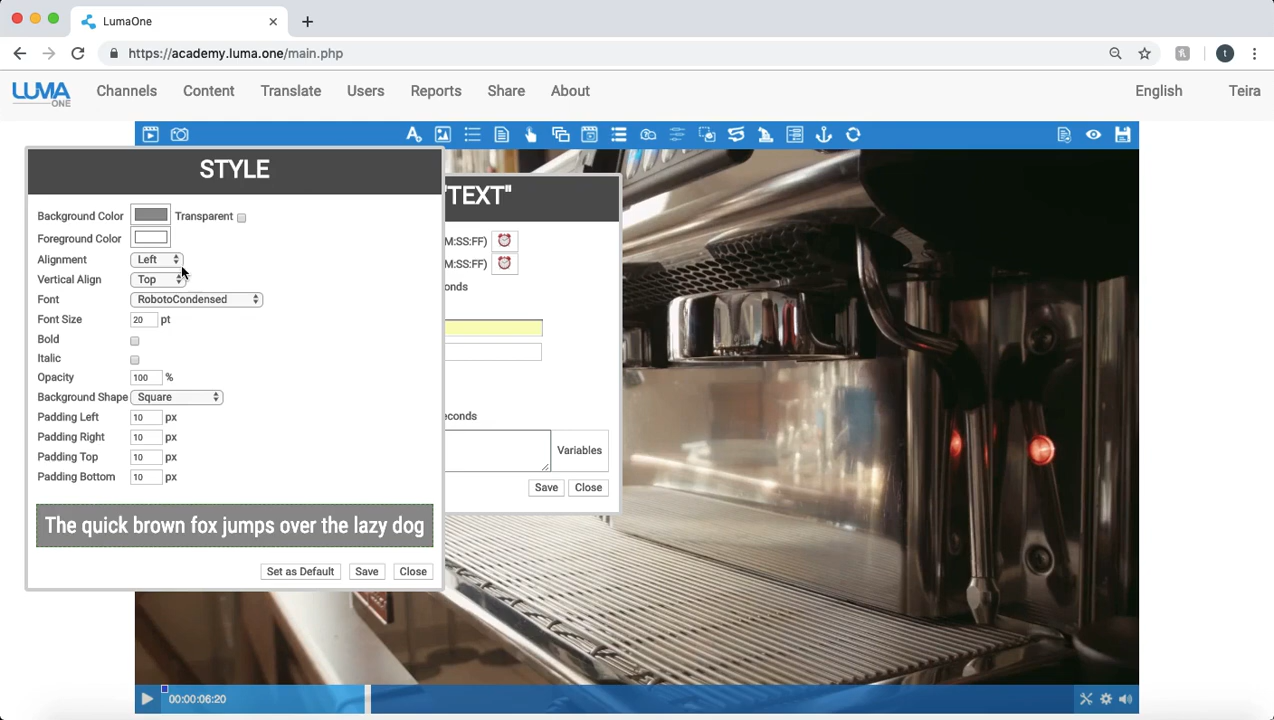 LumaOne
https://academy.luma.one/main.php
t
LUMA
ONE
Channels Content Translate Users Reports Share About English Teira
STYLE
Background Color Transparent
Foreground Color
Alignment Left
Vertical Align Top
Font RobotoCondensed
Font Size 20 pt
Bold
Italic
Opacity 100 %
Background Shape Square
Padding Left 10 px
Padding Right 10 px
Padding Top 10 px
Padding Bottom 10 px
The quick brown fox jumps over the lazy dog
Set as Default Save Close
"TEXT"
M:SS:FF)
M:SS:FF)
onds
econds
Variables
Save Close
00:00:06:20